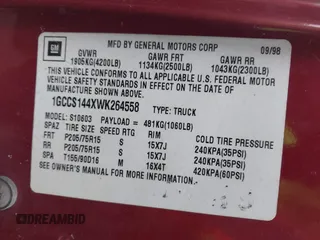 GM
MFD BY GENERAL MOTORS CORP 09/98
GVWR GAWR FRT GAWR RR
1905KG(4200LB) 1134KG(2500LB) 1043KG(2300LB)
THIS VEHICLE CONFORMS TO ALL APPLICABLE U.S. FEDERAL MOTOR VEHICLE
SAFETY STANDARDS IN EFFECT ON THE DATE OF MANUFACTURE SHOWN ABOVE.
1GCCS144XWK264558 TYPE: TRUCK
MODEL: S10603 PAYLOAD = 481KG(1060LB)
SPA TIRE SIZE SPEED RTG RIM COLD TIRE PRESSURE
FRT P205/75R15 S 15X7J 240KPA(35PSI)
RR P205/75R15 S 15X7J 240KPA(35PSI)
SPA T155/90D16 M 16X4T 420KPA(60PSI)
SEE OWNER'S MANUAL FOR MORE INFORMATION
© DREAMBID